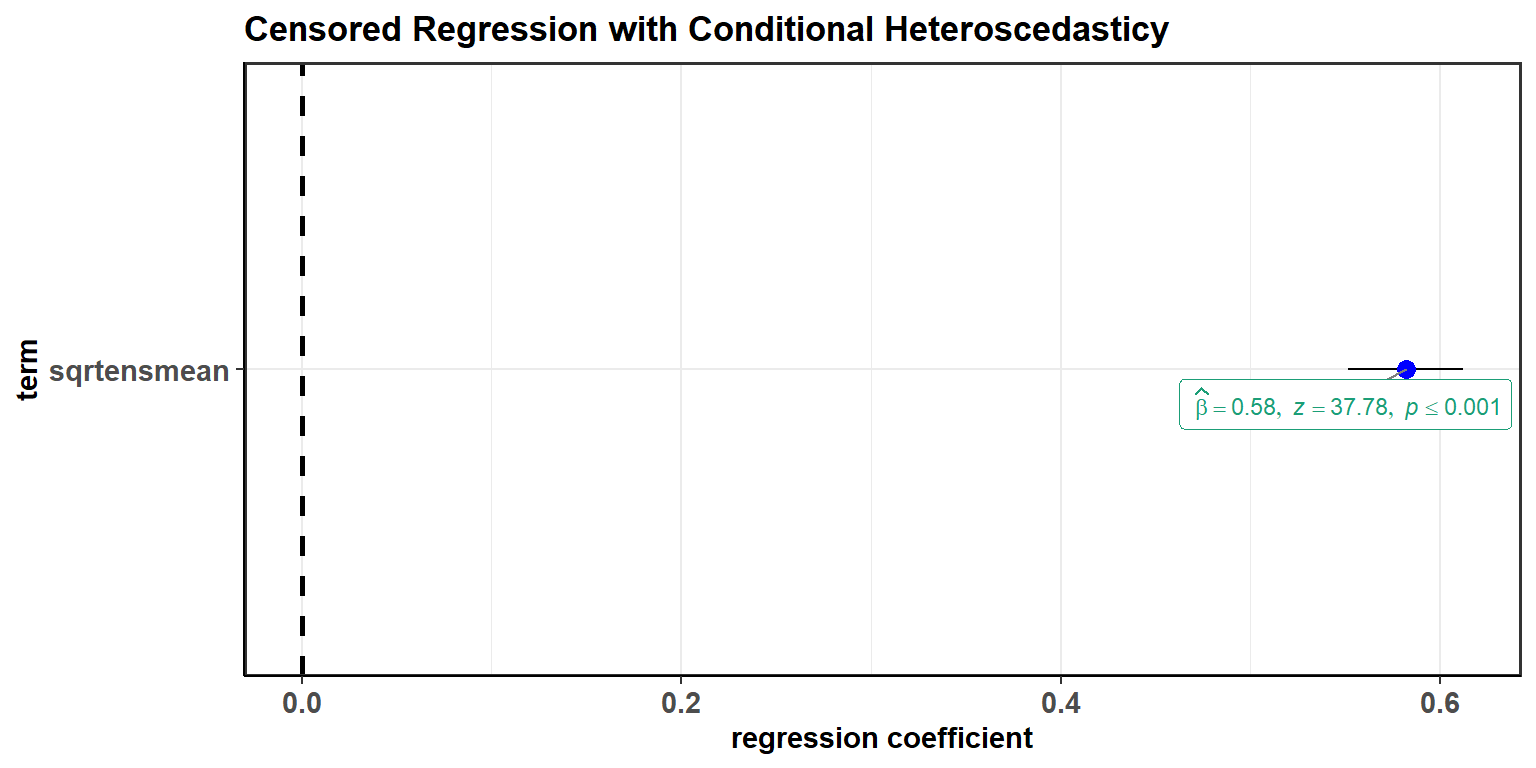 Censored Regression with Conditional Heteroscedasticy
term
sqrtensmean
β̂ = 0.58, z = 37.78, p ≤ 0.001
0.0 0.2 0.4 0.6
regression coefficient